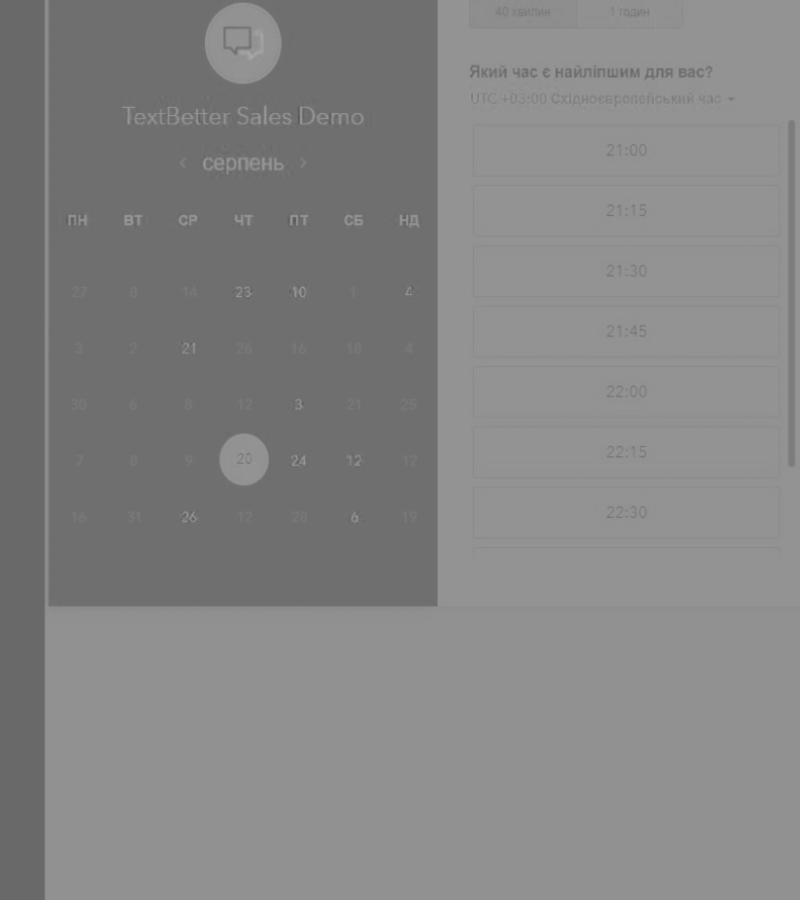 40 хвилин 1 годин
TextBetter Sales Demo
серпень
ПН ВТ СР ЧТ ПТ СБ НД
27 8 14 23 10 1 4
3 2 21 26 16 18 4
30 6 8 12 3 21 25
7 8 9 20 24 12 12
16 31 26 12 28 6 19
Який час є найліпшим для вас?
UTC +03:00 Східноєвропейський час
21:00
21:15
21:30
21:45
22:00
22:15
22:30